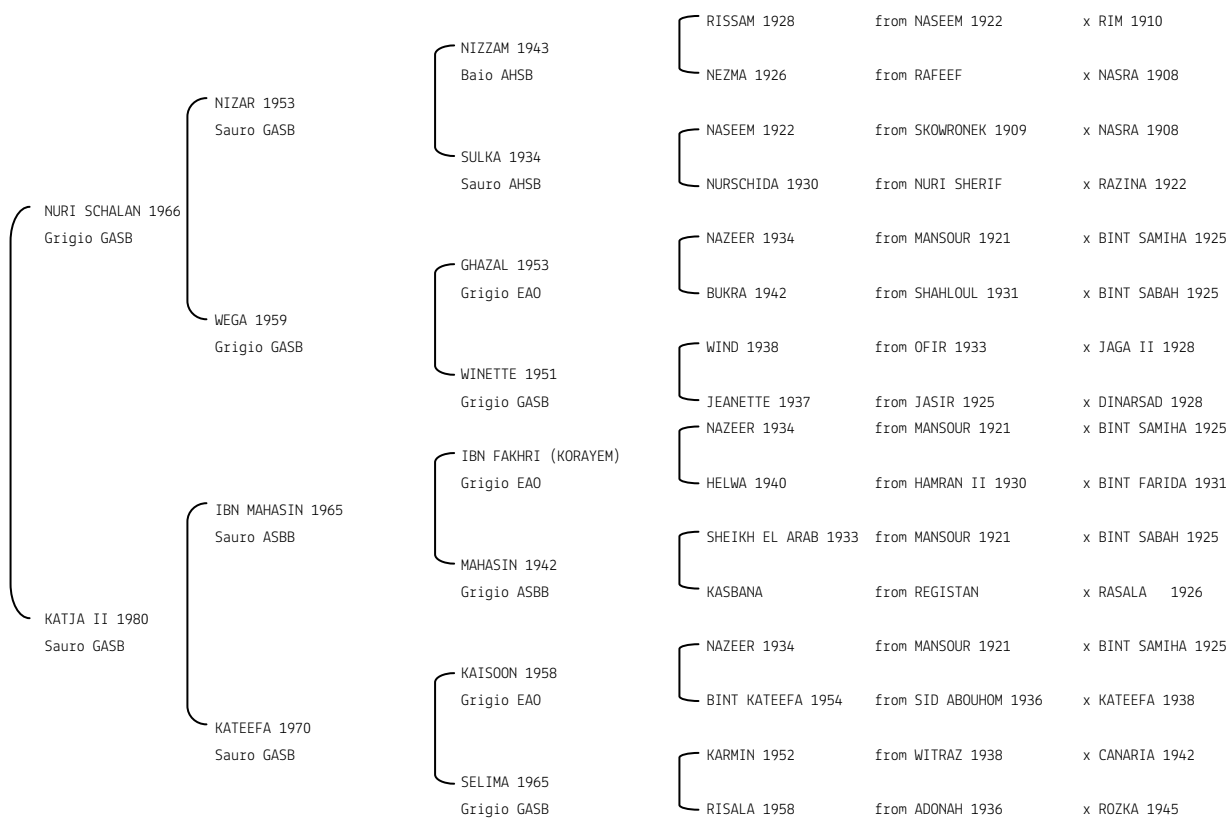 RISSAM 1928 from NASEEM 1922 x RIM 1910
NIZZAM 1943
Baio AHSB NEZMA 1926 from RAFEEF x NASRA 1908
NIZAR 1953
Sauro GASB NASEEM 1922 from SKOWRONEK 1909 x NASRA 1908
SULKA 1934
Sauro AHSB NURSCHIDA 1930 from NURI SHERIF x RAZINA 1922
NURI SCHALAN 1966
Grigio GASB NAZEER 1934 from MANSOUR 1921 x BINT SAMIHA 1925
GHAZAL 1953
Grigio EAO BUKRA 1942 from SHAHLOUL 1931 x BINT SABAH 1925
WEGA 1959
Grigio GASB WIND 1938 from OFIR 1933 x JAGA II 1928
WINETTE 1951
Grigio GASB JEANETTE 1937 from JASIR 1925 x DINARSAD 1928
NAZEER 1934 from MANSOUR 1921 x BINT SAMIHA 1925
IBN FAKHRI (KORAYEM)
Grigio EAO HELWA 1940 from HAMRAN II 1930 x BINT FARIDA 1931
IBN MAHASIN 1965
Sauro ASBB SHEIKH EL ARAB 1933 from MANSOUR 1921 x BINT SABAH 1925
MAHASIN 1942
Grigio ASBB KASBANA from REGISTAN x RASALA 1926
KATJA II 1980
Sauro GASB NAZEER 1934 from MANSOUR 1921 x BINT SAMIHA 1925
KAISOON 1958
Grigio EAO BINT KATEEFA 1954 from SID ABOUHOM 1936 x KATEEFA 1938
KATEEFA 1970
Sauro GASB KARMIN 1952 from WITRAZ 1938 x CANARIA 1942
SELIMA 1965
Grigio GASB RISALA 1958 from ADONAH 1936 x ROZKA 1945